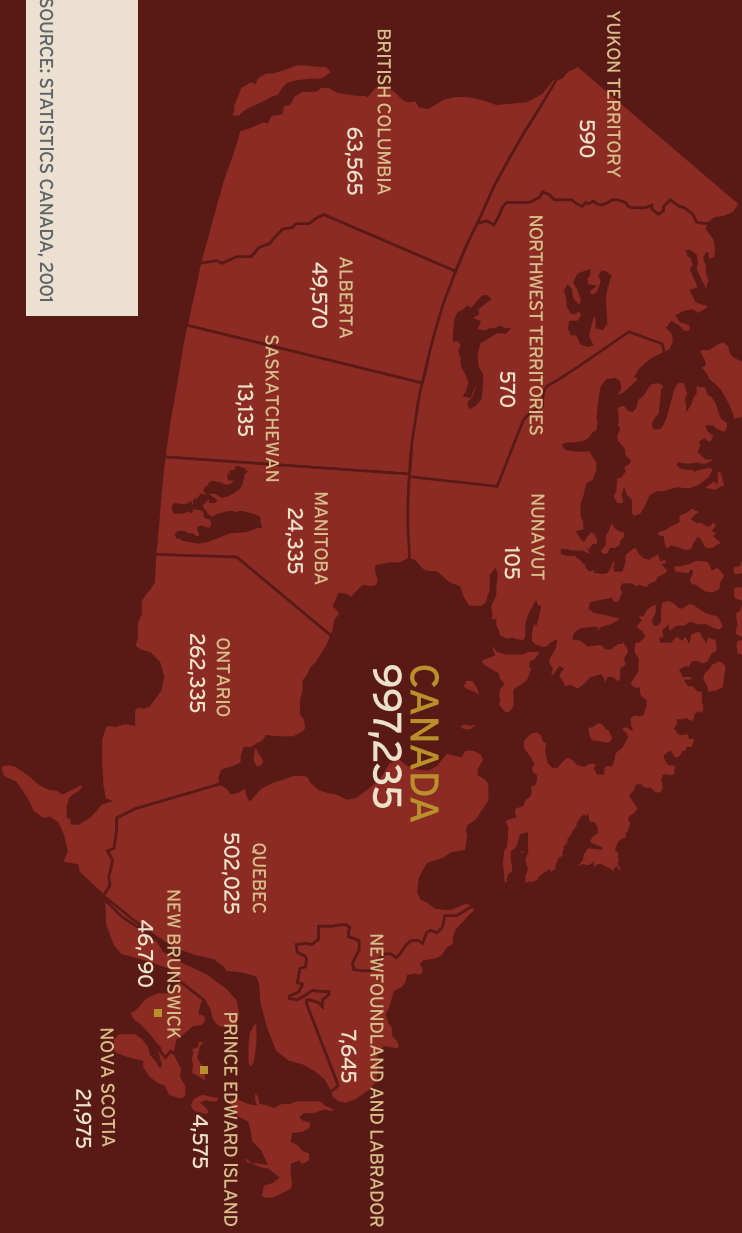 YUKON TERRITORY
590
NORTHWEST TERRITORIES
570
NUNAVUT
105
BRITISH COLUMBIA
63,565
ALBERTA
49,570
SASKATCHEWAN
13,135
MANITOBA
24,335
CANADA
997,235
ONTARIO
262,335
QUEBEC
502,025
NEWFOUNDLAND AND LABRADOR
7,645
PRINCE EDWARD ISLAND
4,575
NEW BRUNSWICK
46,790
NOVA SCOTIA
21,975
SOURCE: STATISTICS CANADA, 2001